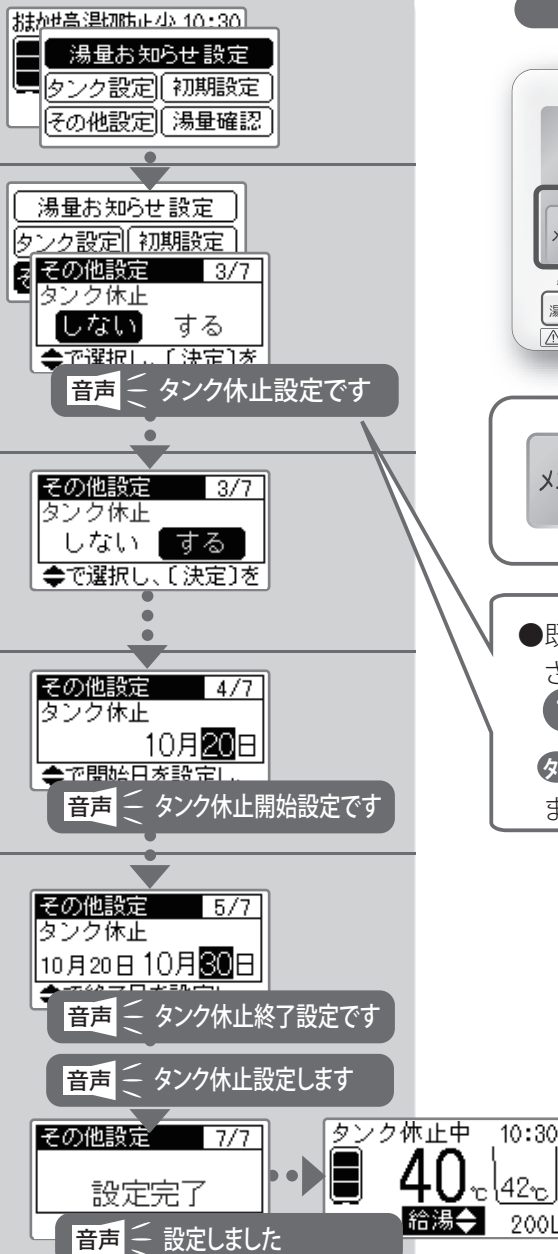 おまかせ高 湯切防止少 10:30
湯量お知らせ設定
タンク設定 初期設定
その他設定 湯量確認
湯量お知らせ設定
タンク設定 初期設定
その他設定 3/7
タンク休止
しない する
で選択し、〔決定〕を
音声 タンク休止設定です
その他設定 3/7
タンク休止
しない する
で選択し、〔決定〕を
その他設定 4/7
タンク休止
10月20日
で開始日を設定し、
音声 タンク休止開始設定です
その他設定 5/7
タンク休止
10月20日 10月30日
音声 タンク休止終了設定です
音声 タンク休止設定します
その他設定 7/7
設定完了
音声 設定しました
タンク休止中 10:30
40℃ 42℃
給湯 200L
●既
さ
タ
ま